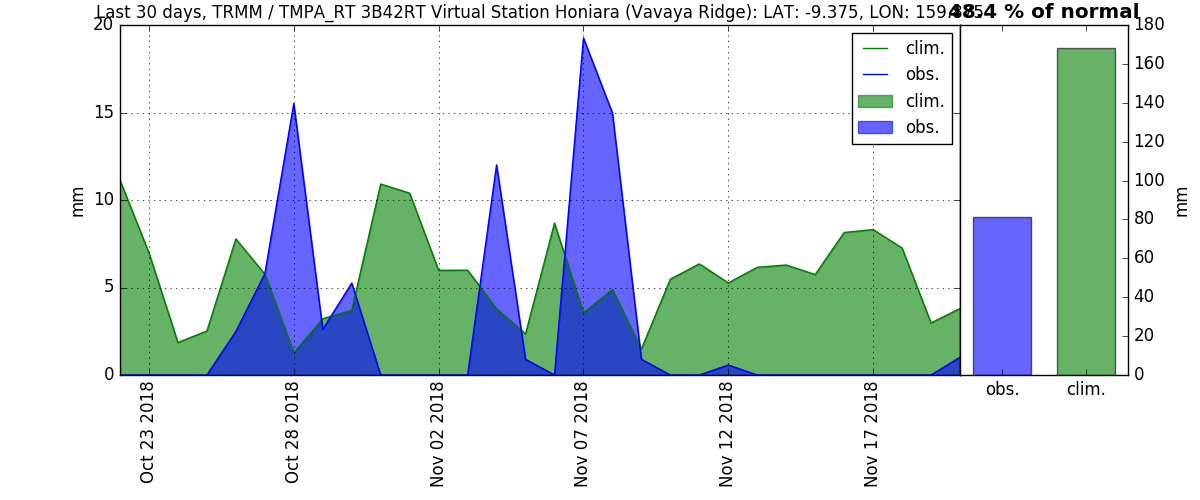 Last 30 days, TRMM / TMPA_RT 3B42RT Virtual Station Honiara (Vavaya Ridge): LAT: -9.375, LON:
48.4 % of normal
20
15
10
5
0
mm
clim.
obs.
clim.
obs.
Oct 23 2018
Oct 28 2018
Nov 02 2018
Nov 07 2018
Nov 12 2018
Nov 17 2018
180
160
140
120
100
80
60
40
20
0
mm
obs.
clim.